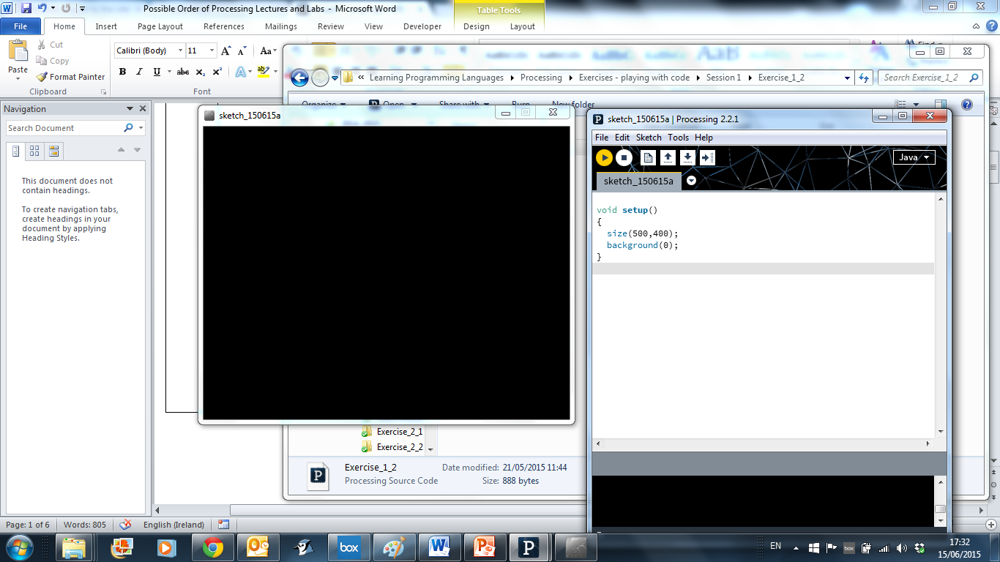 Possible Order of Processing Lectures and Labs - Microsoft Word
Table Tools
File Home Insert Page Layout References Mailings Review View Developer Design Layout
Paste
Cut
Copy
Format Painter
Clipboard
Calibri (Body) 11
Aa
B I U abc X₂ X²
Font
« Learning Programming Languages Processing Exercises - playing with code Session 1 Exercise_1_2
Search Exercise_1_2
Organize Open Share with Burn New folder
Navigation
Search Document
This document does not
contain headings.
To create navigation tabs,
create headings in your
document by applying
Heading Styles.
sketch_150615a
sketch_150615a | Processing 2.2.1
File Edit Sketch Tools Help
Java
sketch_150615a
void setup()
{
size(500,400);
background(0);
}
Exercise_2_1
Exercise_2_2
Exercise_1_2
Processing Source Code
Date modified: 21/05/2015 11:44
Size: 888 bytes
Page: 1 of 6 Words: 805 English (Ireland)
box
EN
box
17:32
15/06/2015